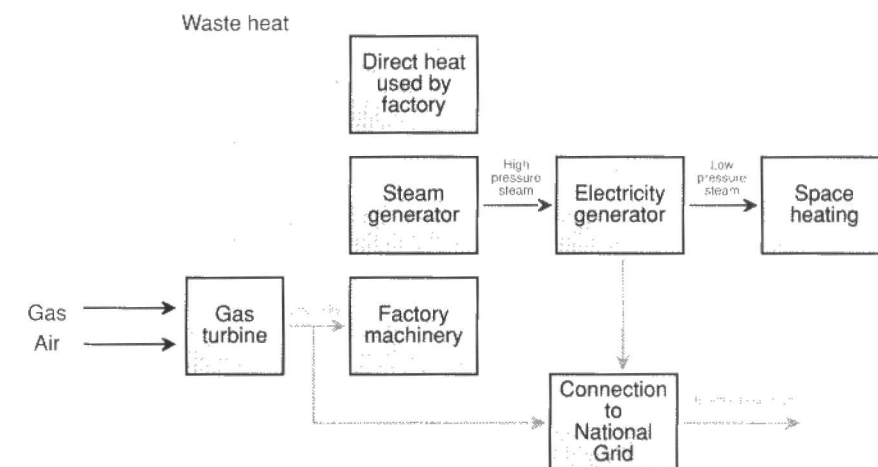 Waste heat
Direct heat
used by
factory
Steam
generator
High
pressure
steam
Electricity
generator
Low
pressure
steam
Space
heating
Gas
Air
Gas
turbine
Factory
machinery
Connection
to
National
Grid